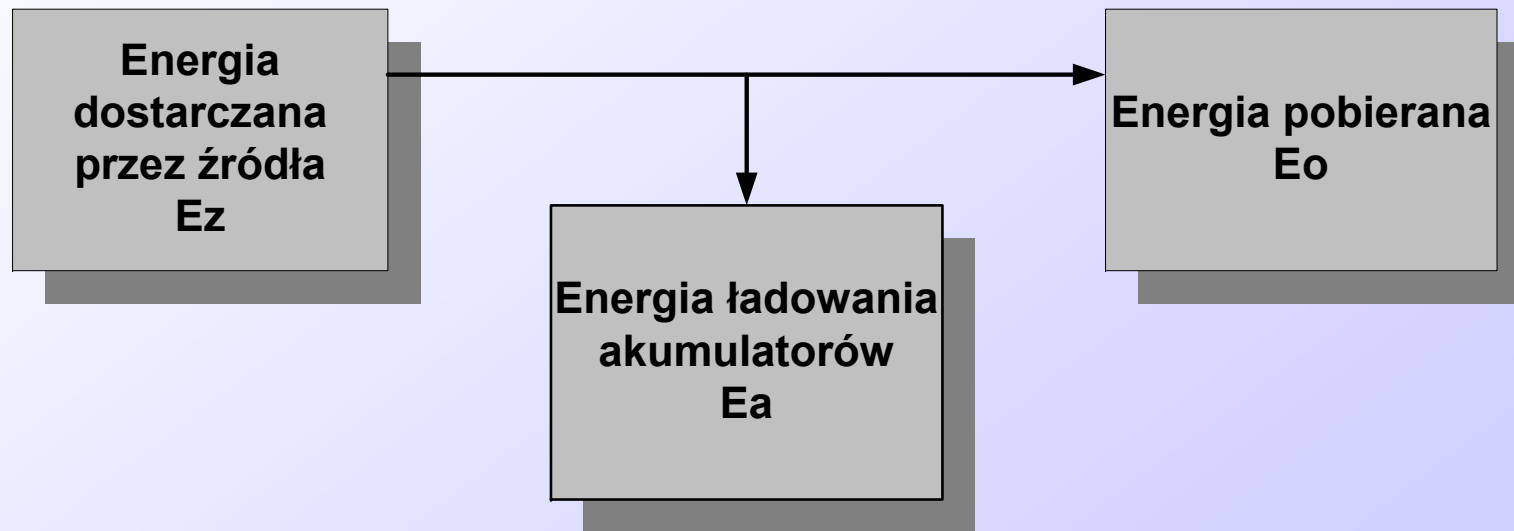 Energia
dostarczana
przez źródła
Ez
Energia ładowania
akumulatorów
Ea
Energia pobierana
Eo